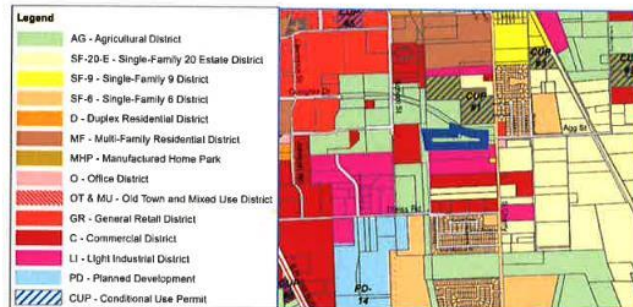 Legend
AG - Agricultural District
SF-20-E - Single-Family 20 Estate District
SF-9 - Single-Family 9 District
SF-6 - Single-Family 6 District
D - Duplex Residential District
MF - Multi-Family Residential District
MHP - Manufactured Home Park
O - Office District
OT & MU - Old Town and Mixed Use District
GR - General Retail District
C - Commercial District
LI - Light Industrial District
PD - Planned Development
CUP - Conditional Use Permit
CUP
#1
Agg St
PD-
14